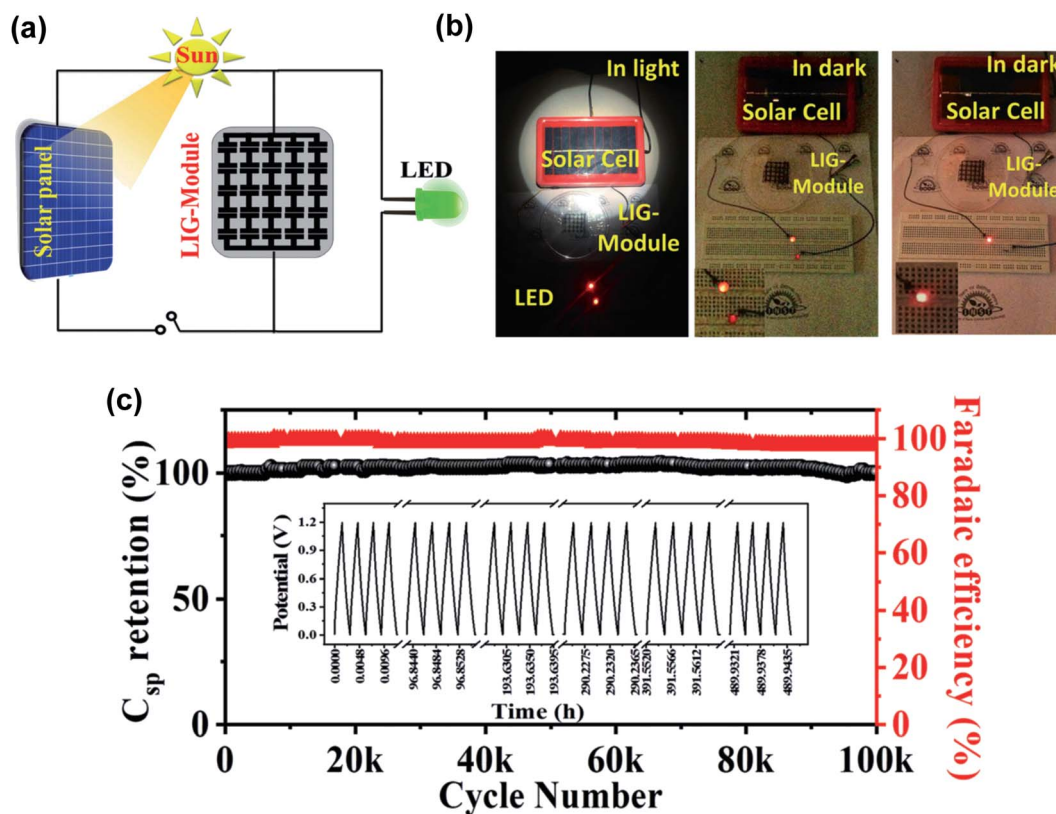 (a)
Sun
Solar panel
LIG-Module
LED
(b)
In light
Solar Cell
LIG-
Module
LED
In dark
Solar Cell
LIG-
Module
In dark
Solar Cell
LIG-
Module
INST
(c)
C_sp retention (%)
100
50
0
Faradaic efficiency (%)
100
80
60
40
20
0
0 20k 40k 60k 80k 100k
Cycle Number
Potential (V)
1.2
0.9
0.6
0.3
0.0
0.0000 0.0048 0.0096 96.8440 96.8484 96.8528 193.6305 193.6350 193.6395 290.2275 290.2320 290.2365 391.5520 391.5566 391.5612 489.9321 489.9378 489.9435
Time (h)